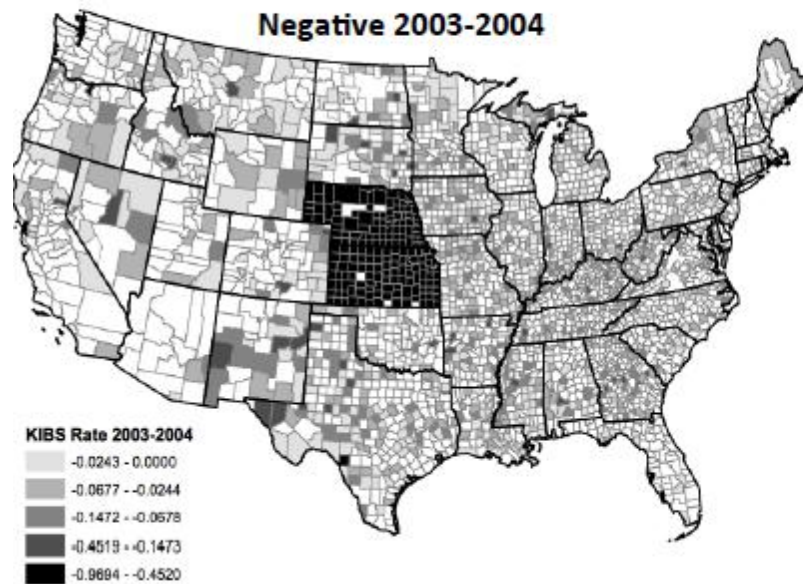 Negative 2003-2004
KIBS Rate 2003-2004
-0.0243 - 0.0000
-0.0677 - -0.0244
-0.1472 - -0.0678
-0.4519 - -0.1473
-0.9694 - -0.4520